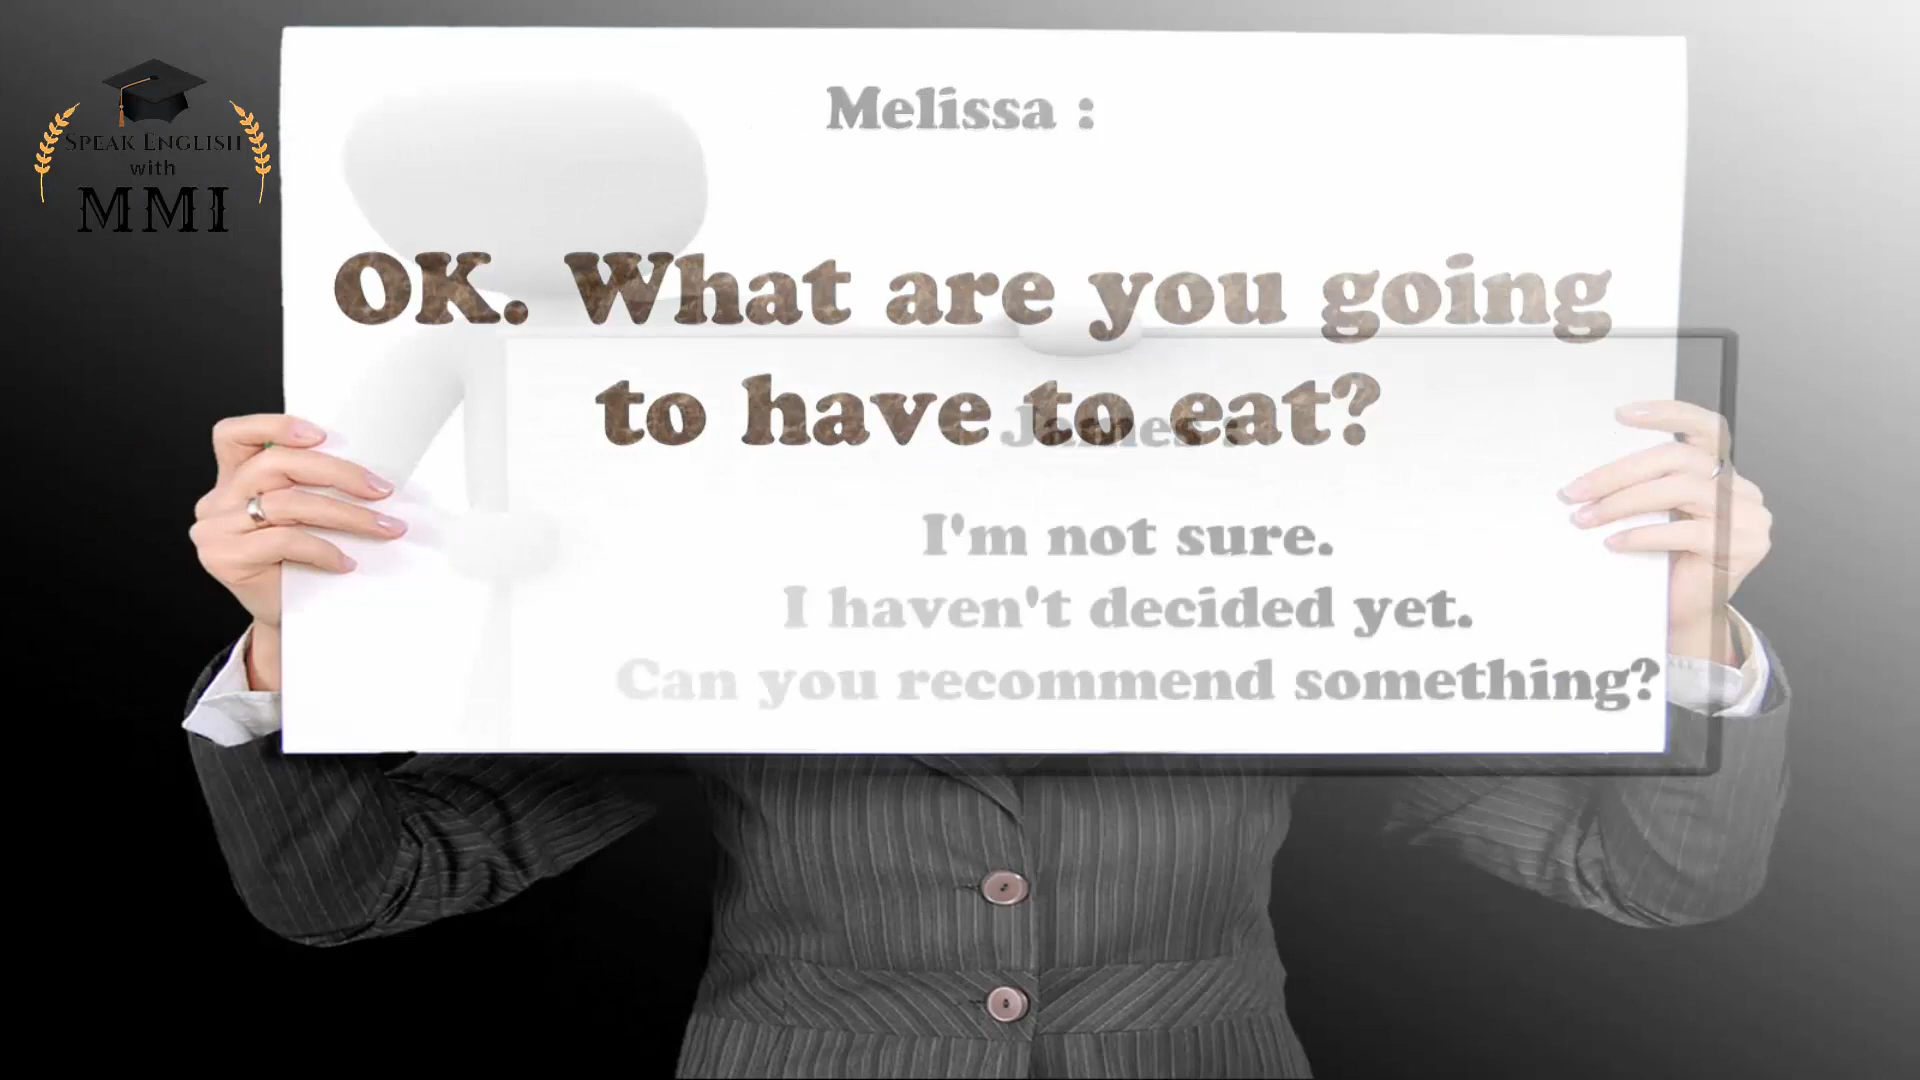 SPEAK ENGLISH
with
MMI
Melissa :
OK. What are you going
to have to eat?
James :
I'm not sure.
I haven't decided yet.
Can you recommend something?